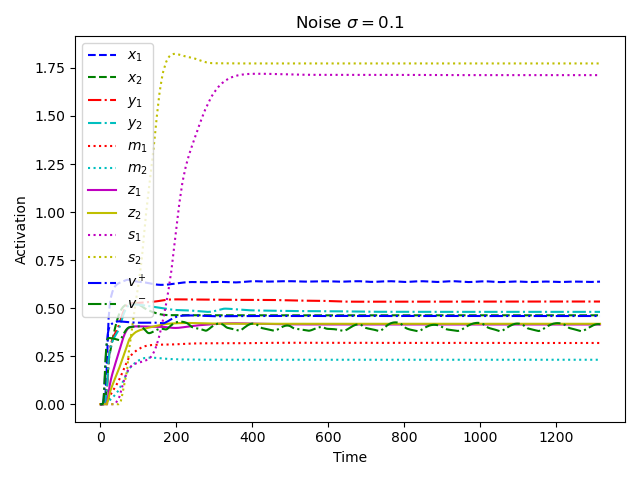 Noise σ = 0.1
Activation
1.75
1.50
1.25
1.00
0.75
0.50
0.25
0.00
x₁
x₂
y₁
y₂
m₁
m₂
z₁
z₂
s₁
s₂
v⁺
v⁻
0 200 400 600 800 1000 1200
Time